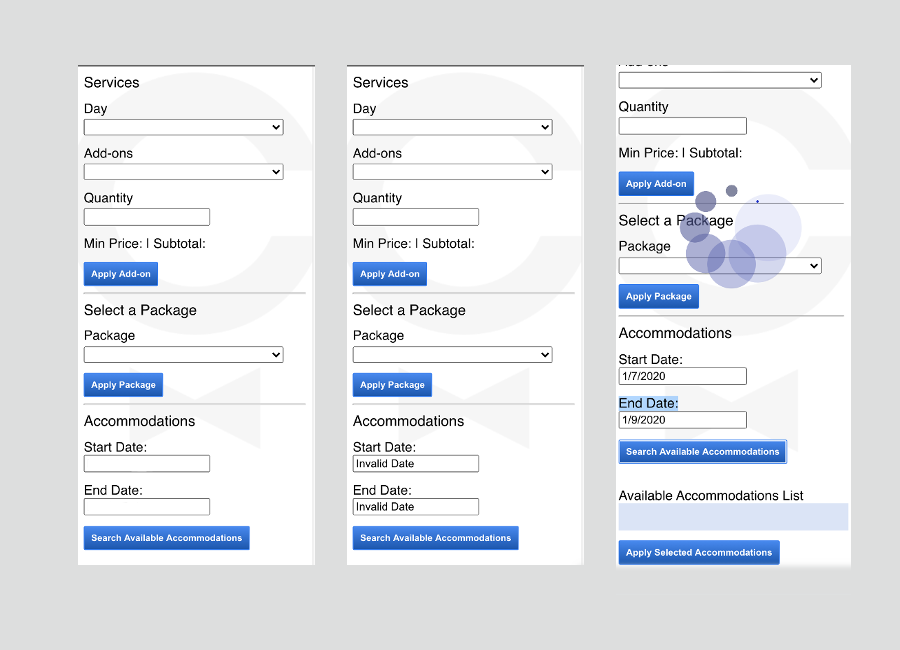 Services
Day
Add-ons
Quantity
Min Price: | Subtotal:
Apply Add-on
Select a Package
Package
Apply Package
Accommodations
Start Date:
End Date:
Search Available Accommodations
Services
Day
Add-ons
Quantity
Min Price: | Subtotal:
Apply Add-on
Select a Package
Package
Apply Package
Accommodations
Start Date:
Invalid Date
End Date:
Invalid Date
Search Available Accommodations
Quantity
Min Price: | Subtotal:
Apply Add-on
Select a Package
Package
Apply Package
Accommodations
Start Date:
1/7/2020
End Date:
1/9/2020
Search Available Accommodations
Available Accommodations List
Apply Selected Accommodations